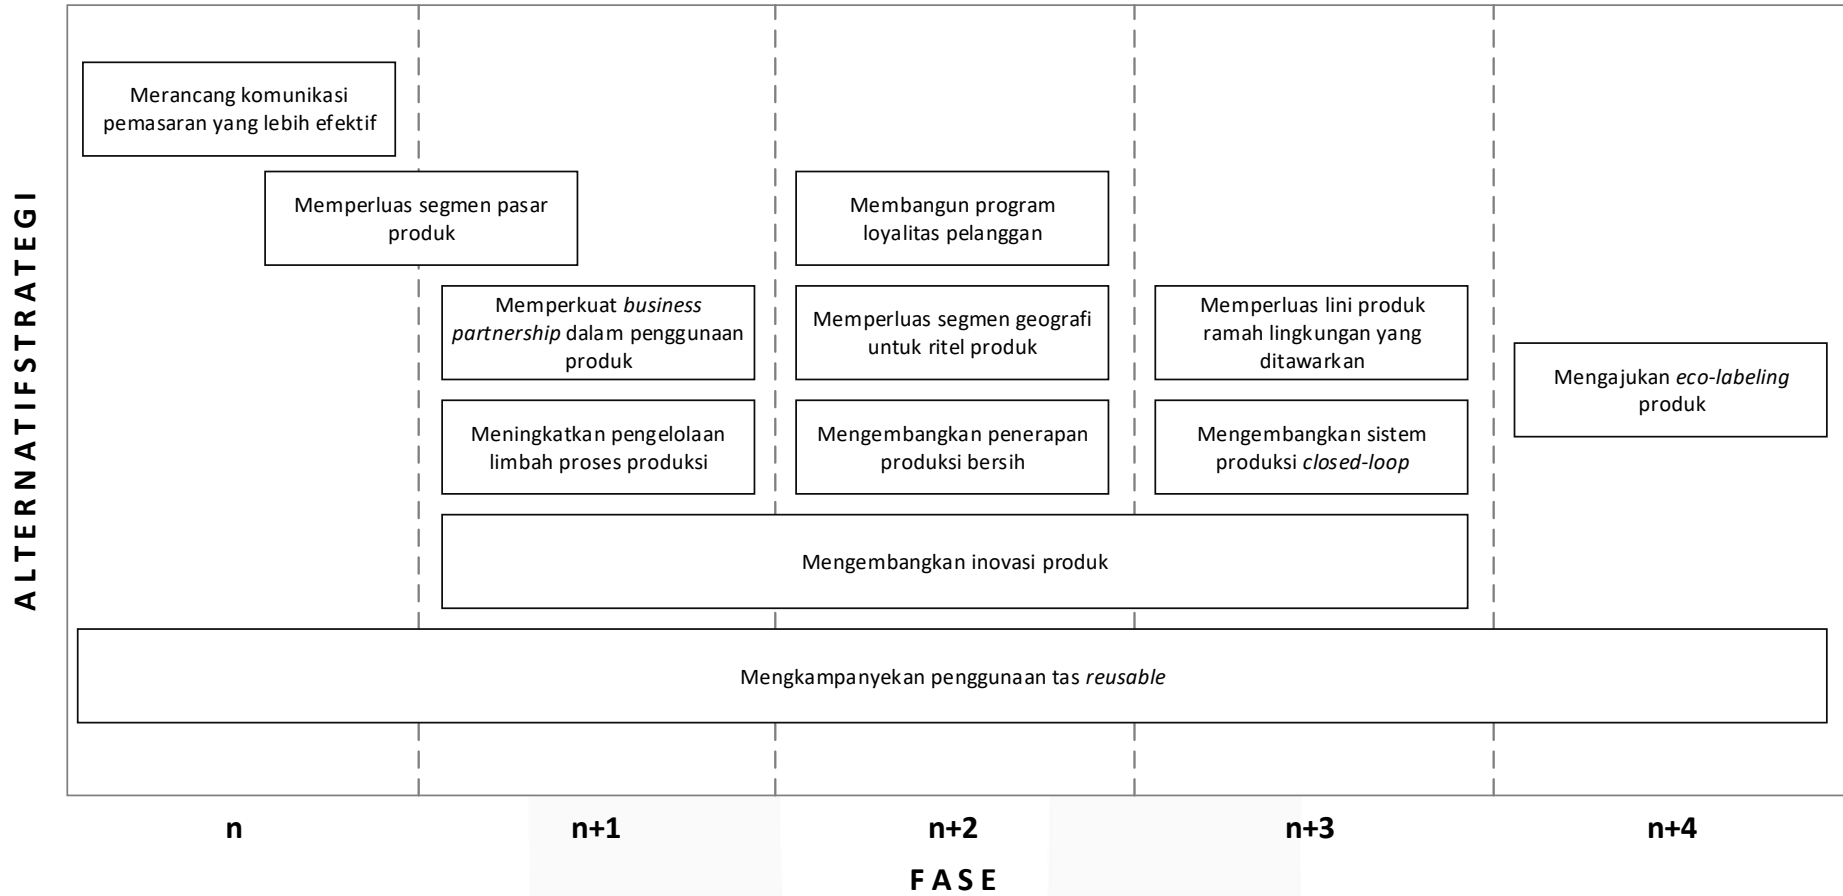 ALTERNATIF STRATEGI
Merancang komunikasi
pemasaran yang lebih efektif
Memperluas segmen pasar
produk
Membangun program
loyalitas pelanggan
Memperkuat business
partnership dalam penggunaan
produk
Memperluas segmen geografi
untuk ritel produk
Memperluas lini produk
ramah lingkungan yang
ditawarkan
Mengajukan eco-labeling
produk
Meningkatkan pengelolaan
limbah proses produksi
Mengembangkan penerapan
produksi bersih
Mengembangkan sistem
produksi closed-loop
Mengembangkan inovasi produk
Mengkampanyekan penggunaan tas reusable
n
n+1
n+2
n+3
n+4
FASE